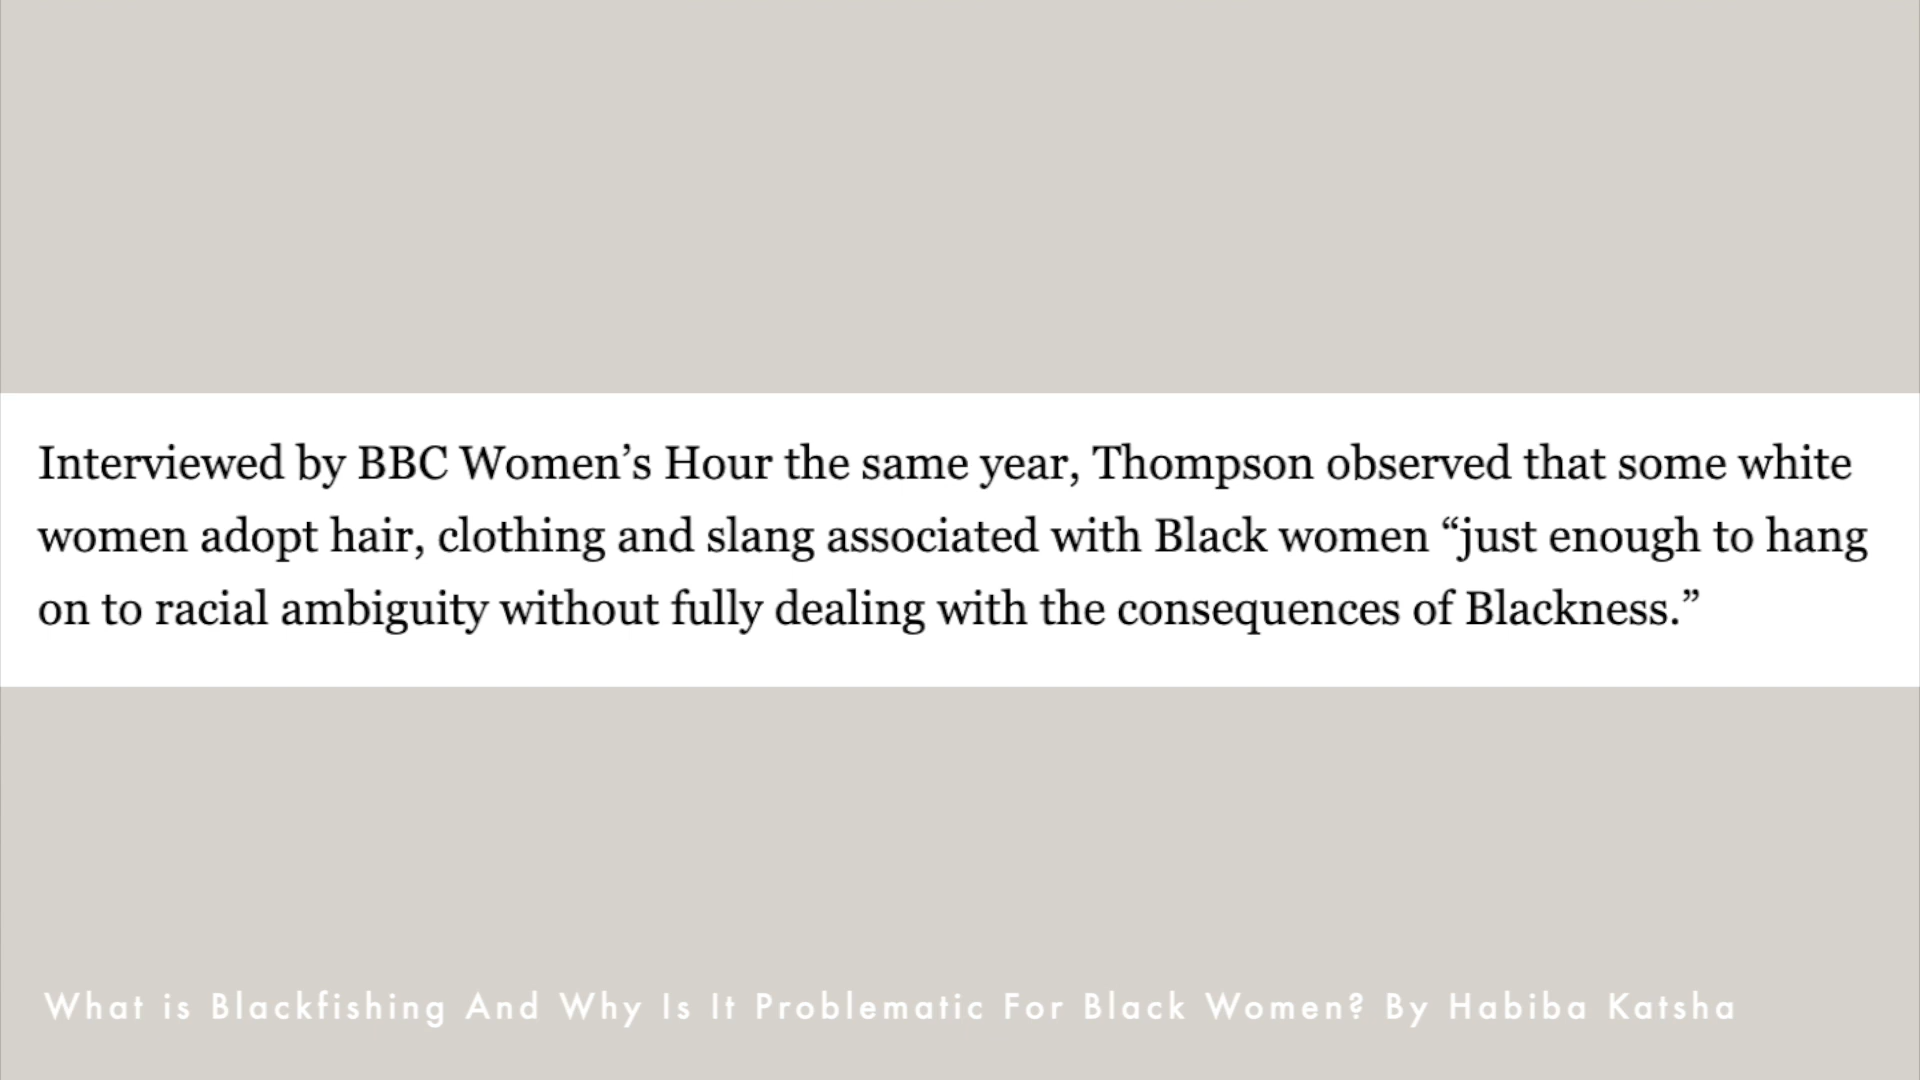 Interviewed by BBC Women’s Hour the same year, Thompson observed that some white
women adopt hair, clothing and slang associated with Black women “just enough to hang
on to racial ambiguity without fully dealing with the consequences of Blackness.”
What is Blackfishing And Why Is It Problematic For Black Women? By Habiba Katsha